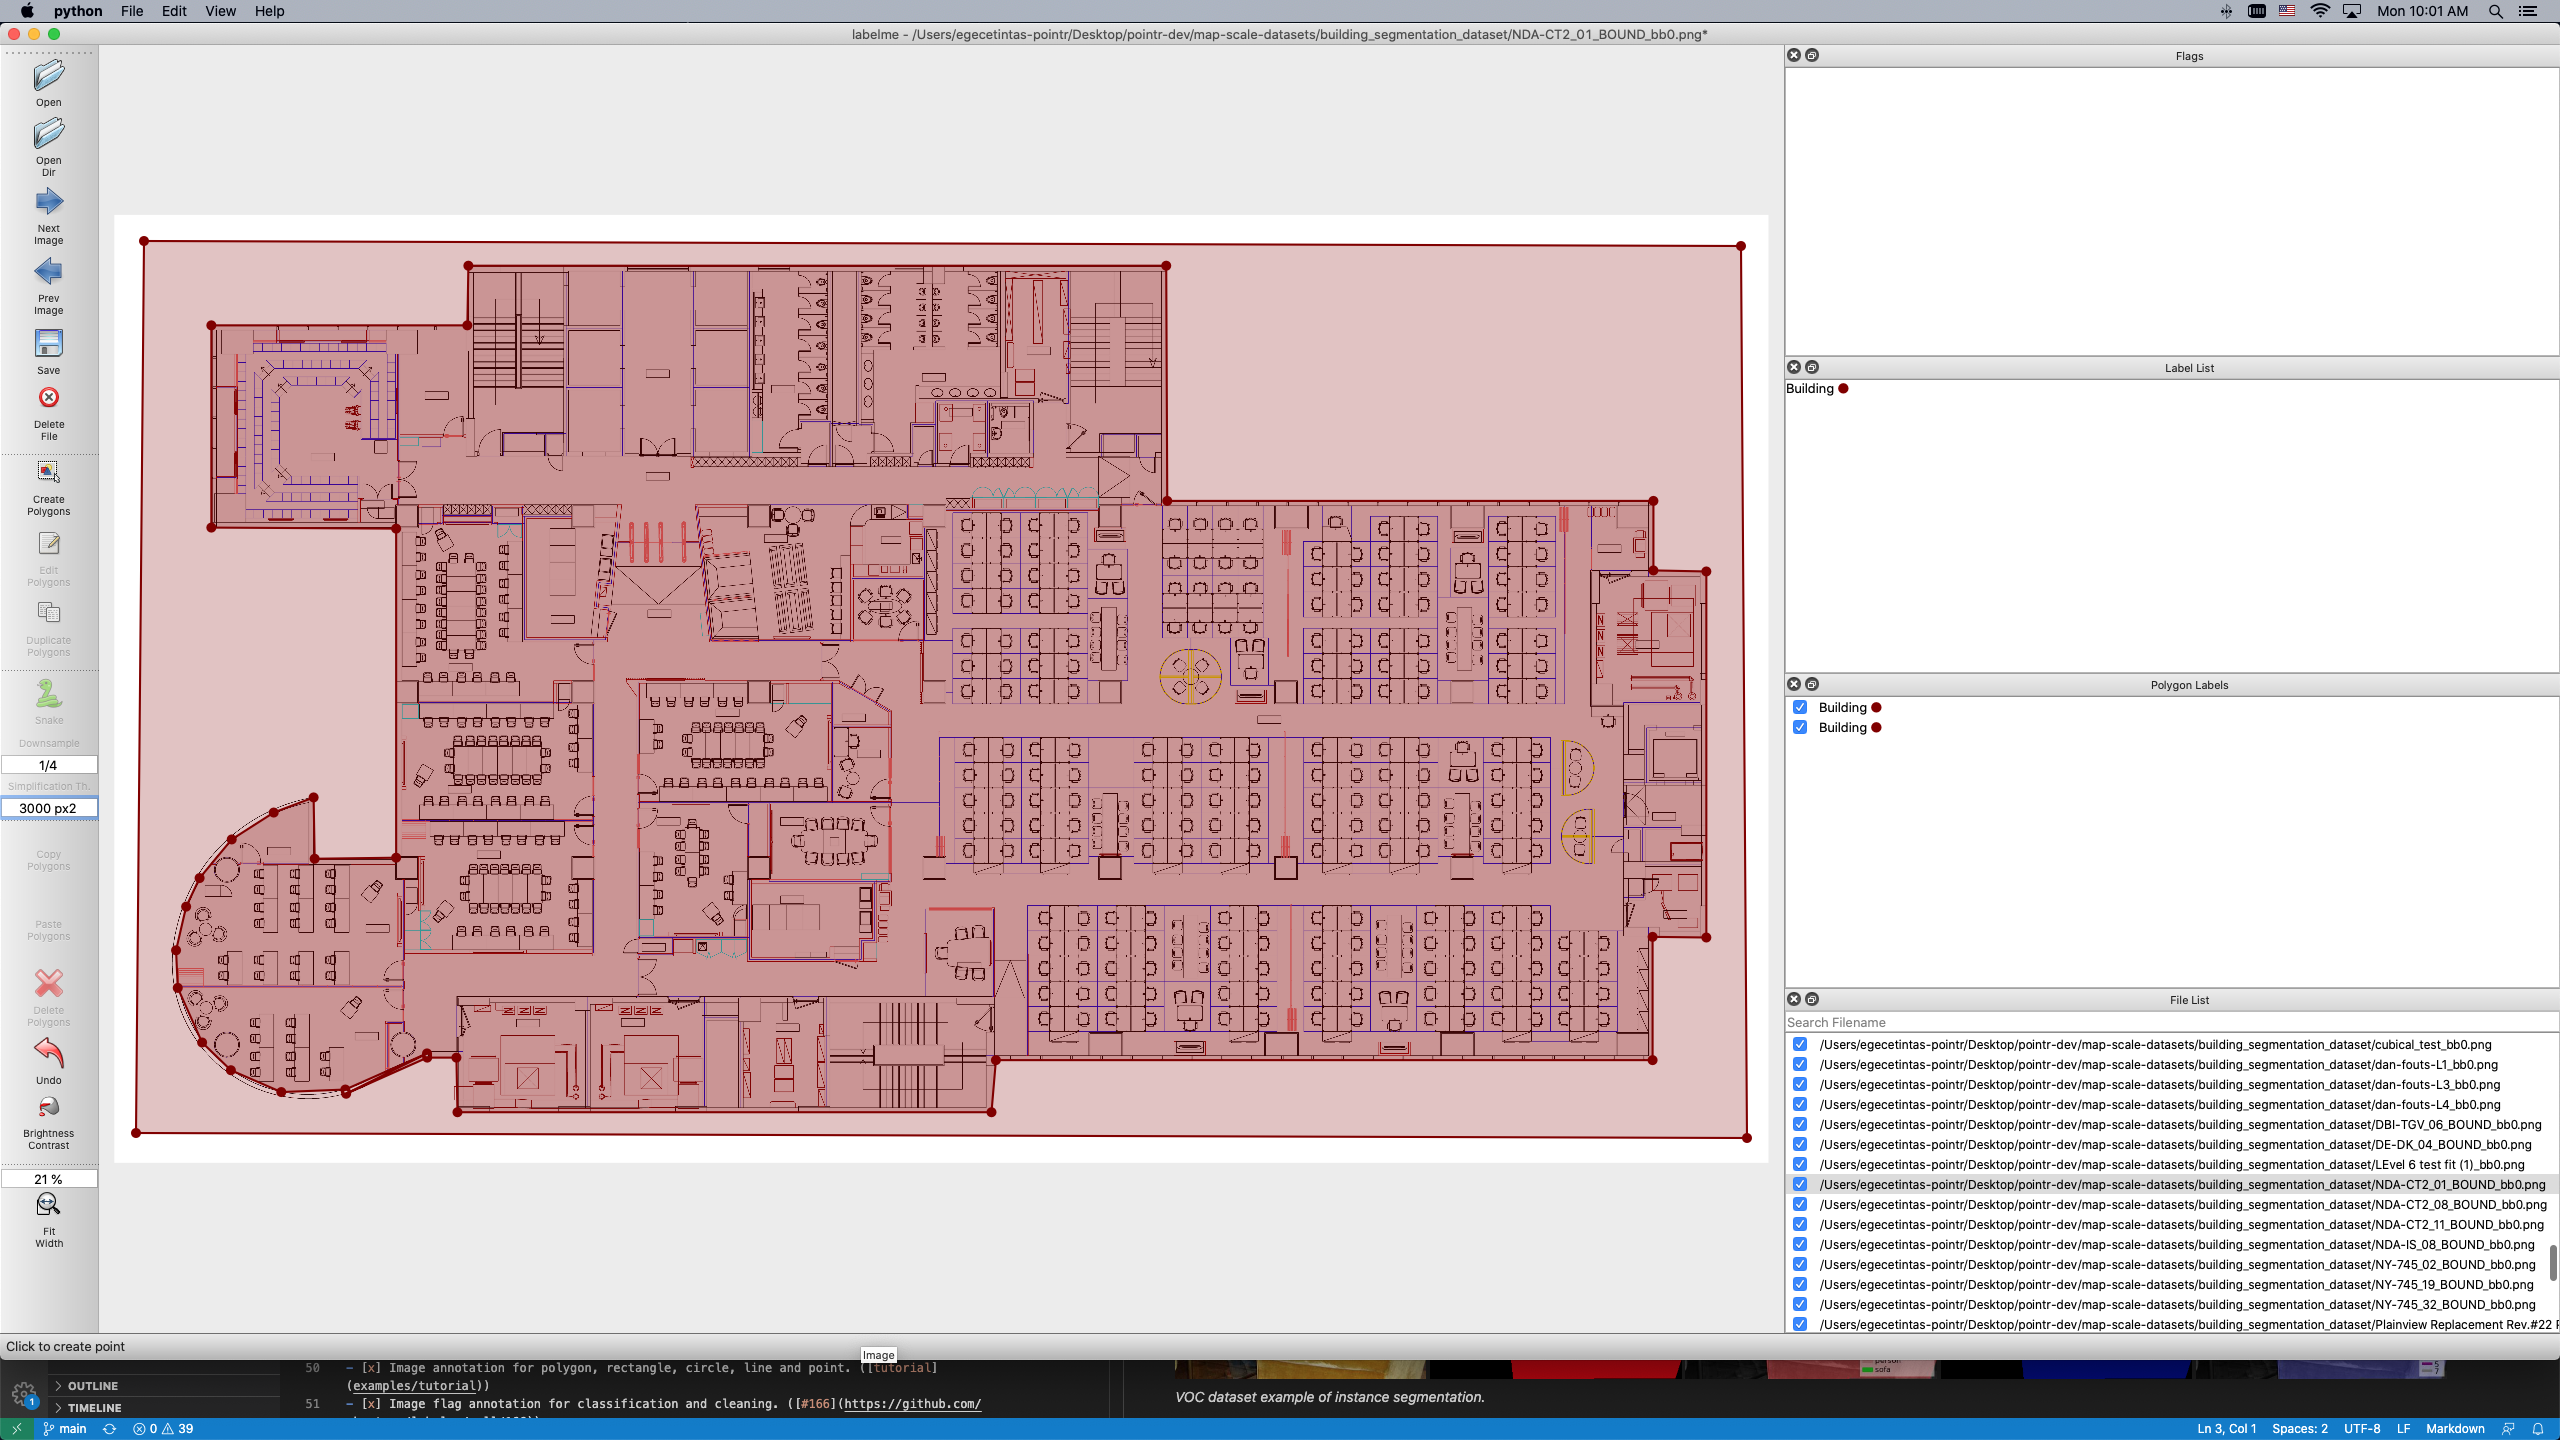 python File Edit View Help Mon 10:01 AM
labelme - /Users/egecetintas-pointr/Desktop/pointr-dev/map-scale-datasets/building_segmentation_dataset/NDA-CT2_01_BOUND_bb0.png*
Open
Open
Dir
Next
Image
Prev
Image
Save
Delete
File
Create
Polygons
Edit
Polygons
Duplicate
Polygons
Snake
Downsample
1/4
Simplification Th.
3000 px2
Copy
Polygons
Paste
Polygons
Delete
Polygons
Undo
Brightness
Contrast
21 %
Fit
Width
Flags
Label List
Building
Polygon Labels
Building
Building
File List
Search Filename
/Users/egecetintas-pointr/Desktop/pointr-dev/map-scale-datasets/building_segmentation_dataset/cubical_test_bb0.png
/Users/egecetintas-pointr/Desktop/pointr-dev/map-scale-datasets/building_segmentation_dataset/dan-fouts-L1_bb0.png
/Users/egecetintas-pointr/Desktop/pointr-dev/map-scale-datasets/building_segmentation_dataset/dan-fouts-L3_bb0.png
/Users/egecetintas-pointr/Desktop/pointr-dev/map-scale-datasets/building_segmentation_dataset/dan-fouts-L4_bb0.png
/Users/egecetintas-pointr/Desktop/pointr-dev/map-scale-datasets/building_segmentation_dataset/DBI-TGV_06_BOUND_bb0.png
/Users/egecetintas-pointr/Desktop/pointr-dev/map-scale-datasets/building_segmentation_dataset/DE-DK_04_BOUND_bb0.png
/Users/egecetintas-pointr/Desktop/pointr-dev/map-scale-datasets/building_segmentation_dataset/LEvel 6 test fit (1)_bb0.png
/Users/egecetintas-pointr/Desktop/pointr-dev/map-scale-datasets/building_segmentation_dataset/NDA-CT2_01_BOUND_bb0.png
/Users/egecetintas-pointr/Desktop/pointr-dev/map-scale-datasets/building_segmentation_dataset/NDA-CT2_08_BOUND_bb0.png
/Users/egecetintas-pointr/Desktop/pointr-dev/map-scale-datasets/building_segmentation_dataset/NDA-CT2_11_BOUND_bb0.png
/Users/egecetintas-pointr/Desktop/pointr-dev/map-scale-datasets/building_segmentation_dataset/NDA-IS_08_BOUND_bb0.png
/Users/egecetintas-pointr/Desktop/pointr-dev/map-scale-datasets/building_segmentation_dataset/NY-745_02_BOUND_bb0.png
/Users/egecetintas-pointr/Desktop/pointr-dev/map-scale-datasets/building_segmentation_dataset/NY-745_19_BOUND_bb0.png
/Users/egecetintas-pointr/Desktop/pointr-dev/map-scale-datasets/building_segmentation_dataset/NY-745_32_BOUND_bb0.png
/Users/egecetintas-pointr/Desktop/pointr-dev/map-scale-datasets/building_segmentation_dataset/Plainview Replacement Rev.#22
Click to create point
Image
50 - [x] Image annotation for polygon, rectangle, circle, line and point. ([tutorial]
(examples/tutorial))
51 - [x] Image flag annotation for classification and cleaning. ([#166](https://github.com/
OUTLINE
TIMELINE
1
sofa
VOC dataset example of instance segmentation.
main 0 39 Ln 3, Col 1 Spaces: 2 UTF-8 LF Markdown